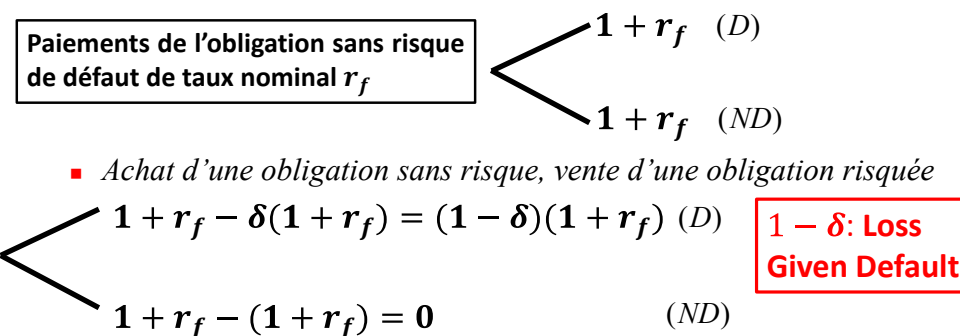 1 + r_f (D)
Paiements de l’obligation sans risque
de défaut de taux nominal r_f
1 + r_f (ND)
▪ Achat d’une obligation sans risque, vente d’une obligation risquée
1 + r_f − δ(1 + r_f) = (1 − δ)(1 + r_f) (D)
1 − δ: Loss
Given Default
1 + r_f − (1 + r_f) = 0 (ND)